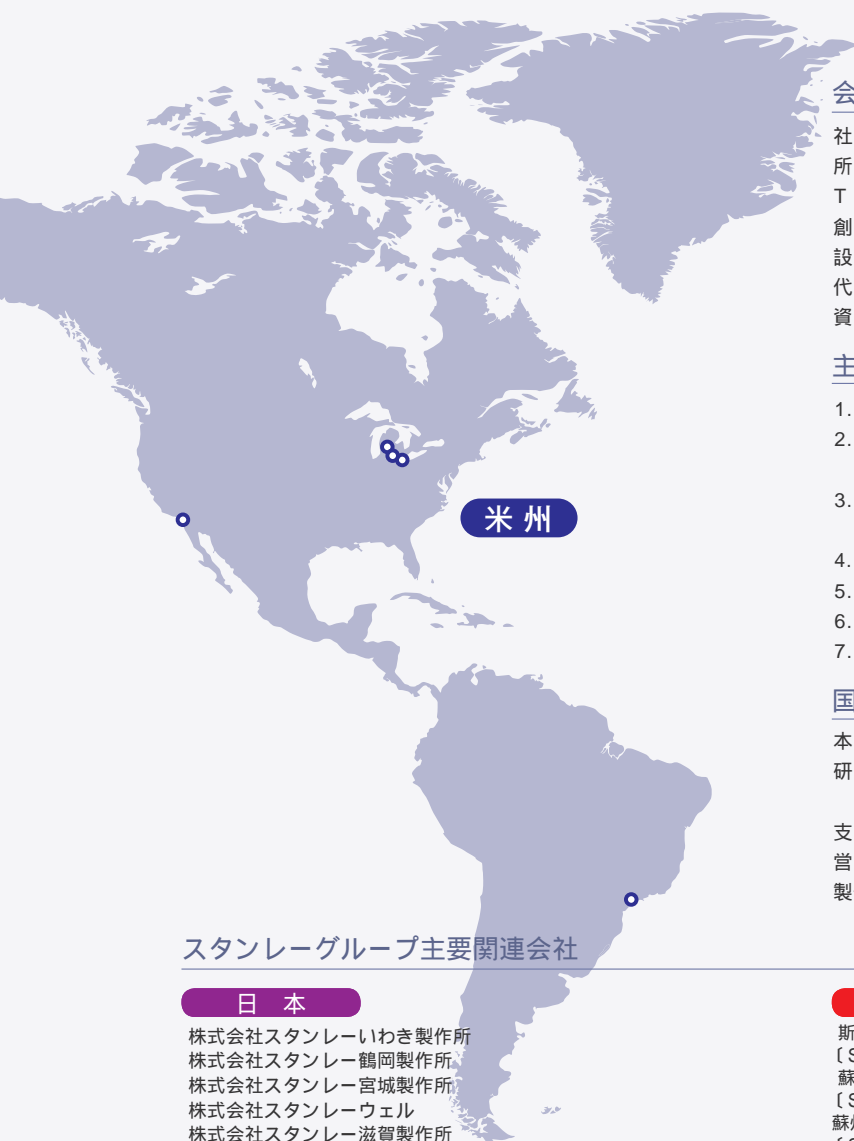 会
社
所
T
創
設
代
資
主
1.
2.
3.
4.
5.
6.
7.
国
本
研
支
営
製
米 州
スタンレーグループ主要関連会社
日 本
株式会社スタンレーいわき製作所
株式会社スタンレー鶴岡製作所
株式会社スタンレー宮城製作所
株式会社スタンレーウェル
株式会社スタンレー滋賀製作所
斯
〔S
蘇
〔S
蘇州